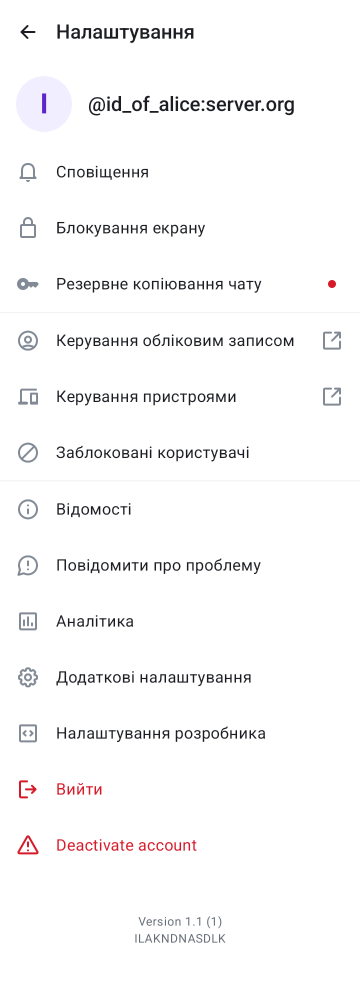 Налаштування
I
@id_of_alice:server.org
Сповіщення
Блокування екрану
Резервне копіювання чату
Керування обліковим записом
Керування пристроями
Заблоковані користувачі
Відомості
Повідомити про проблему
Аналітика
Додаткові налаштування
Налаштування розробника
Вийти
Deactivate account
Version 1.1 (1)
ILAKNDNASDLK